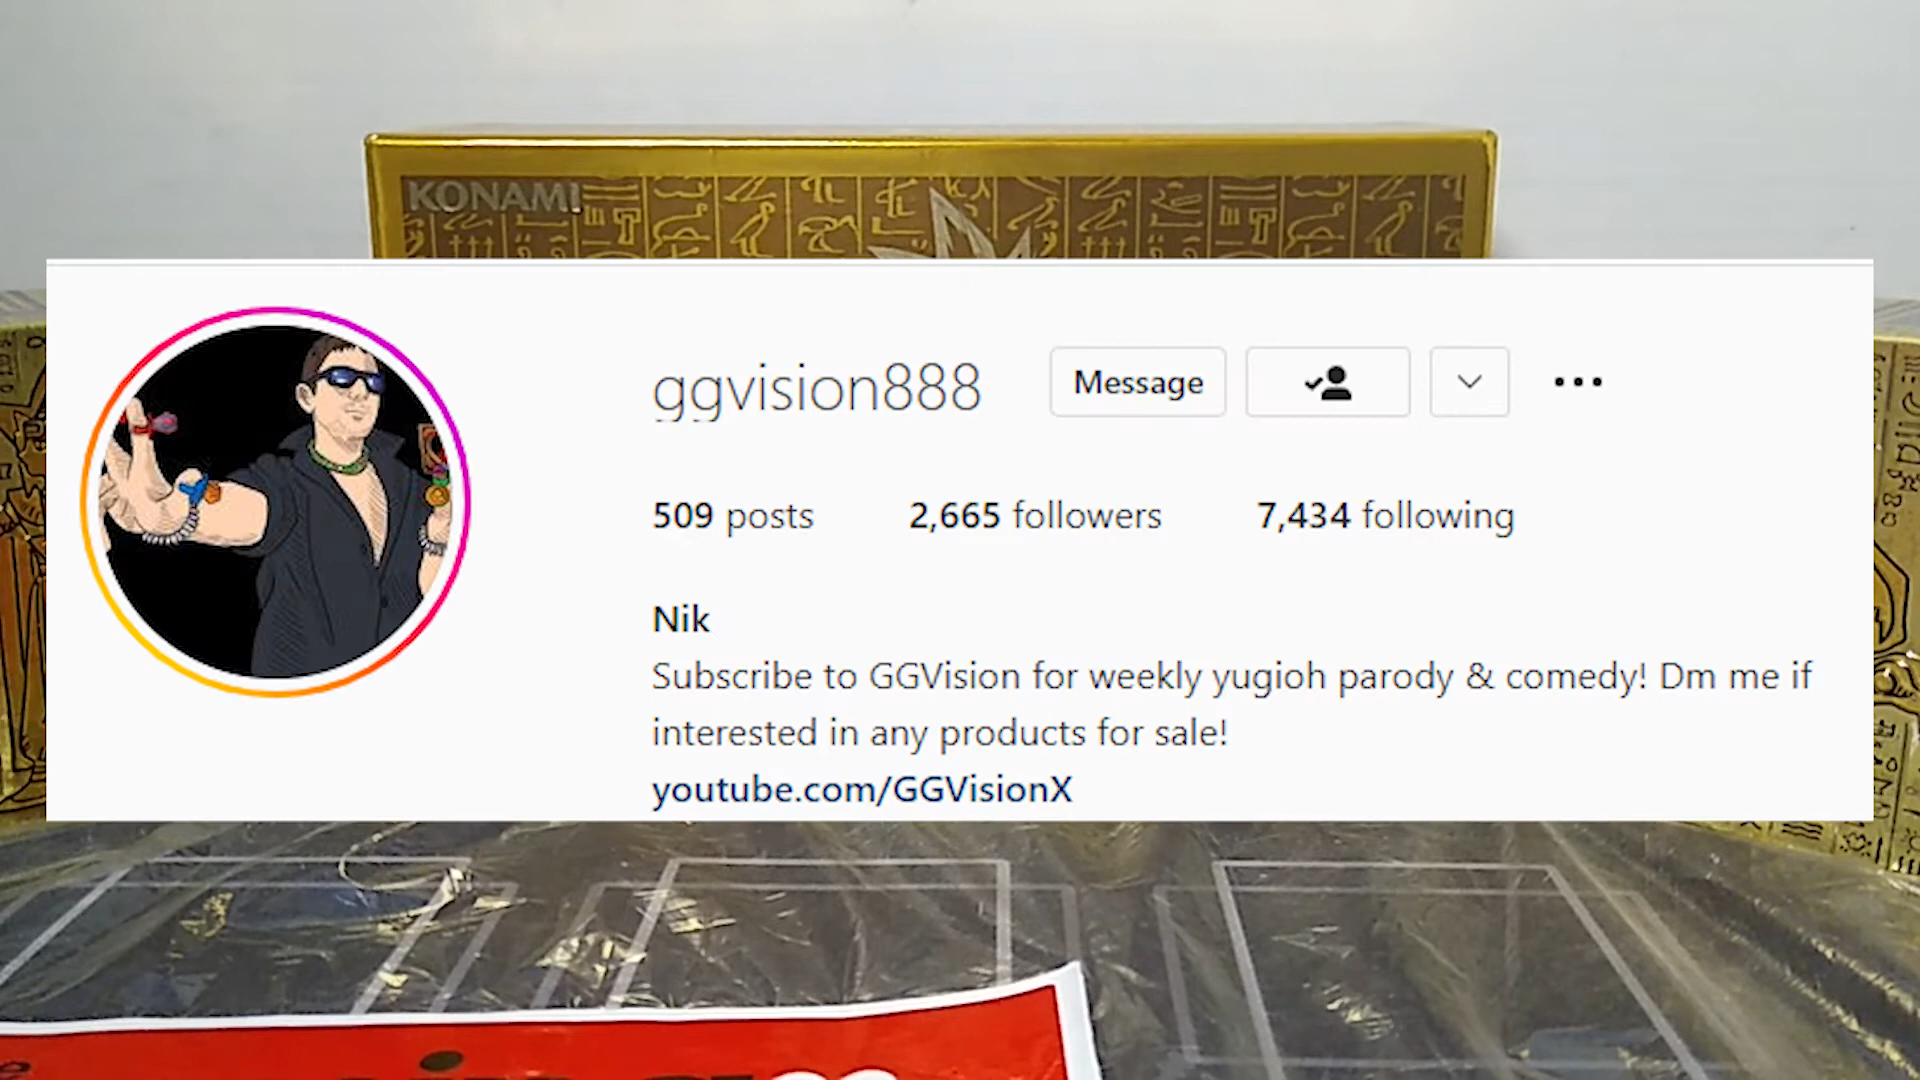 KONAMI
ggvision888
Message
509 posts
2,665 followers
7,434 following
Nik
Subscribe to GGVision for weekly yugioh parody & comedy! Dm me if
interested in any products for sale!
youtube.com/GGVisionX